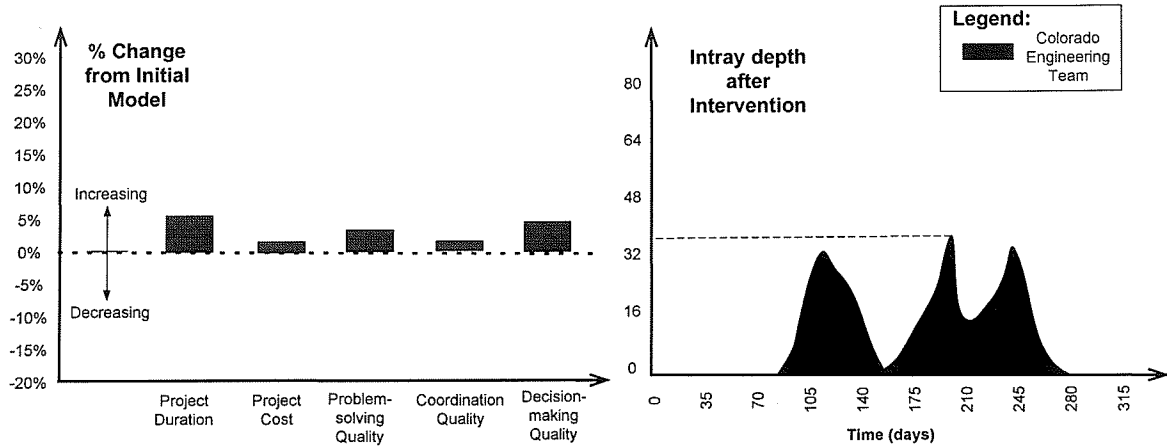 % Change
from Initial
Model
30%
25%
20%
15%
10%
5%
0%
-5%
-10%
-15%
-20%
Increasing
Decreasing
Project
Duration
Project
Cost
Problem-
solving
Quality
Coordination
Quality
Decision-
making
Quality
Intray depth
after
Intervention
Legend:
Colorado
Engineering
Team
80
64
48
32
16
0
0
35
70
105
140
175
210
245
280
315
Time (days)